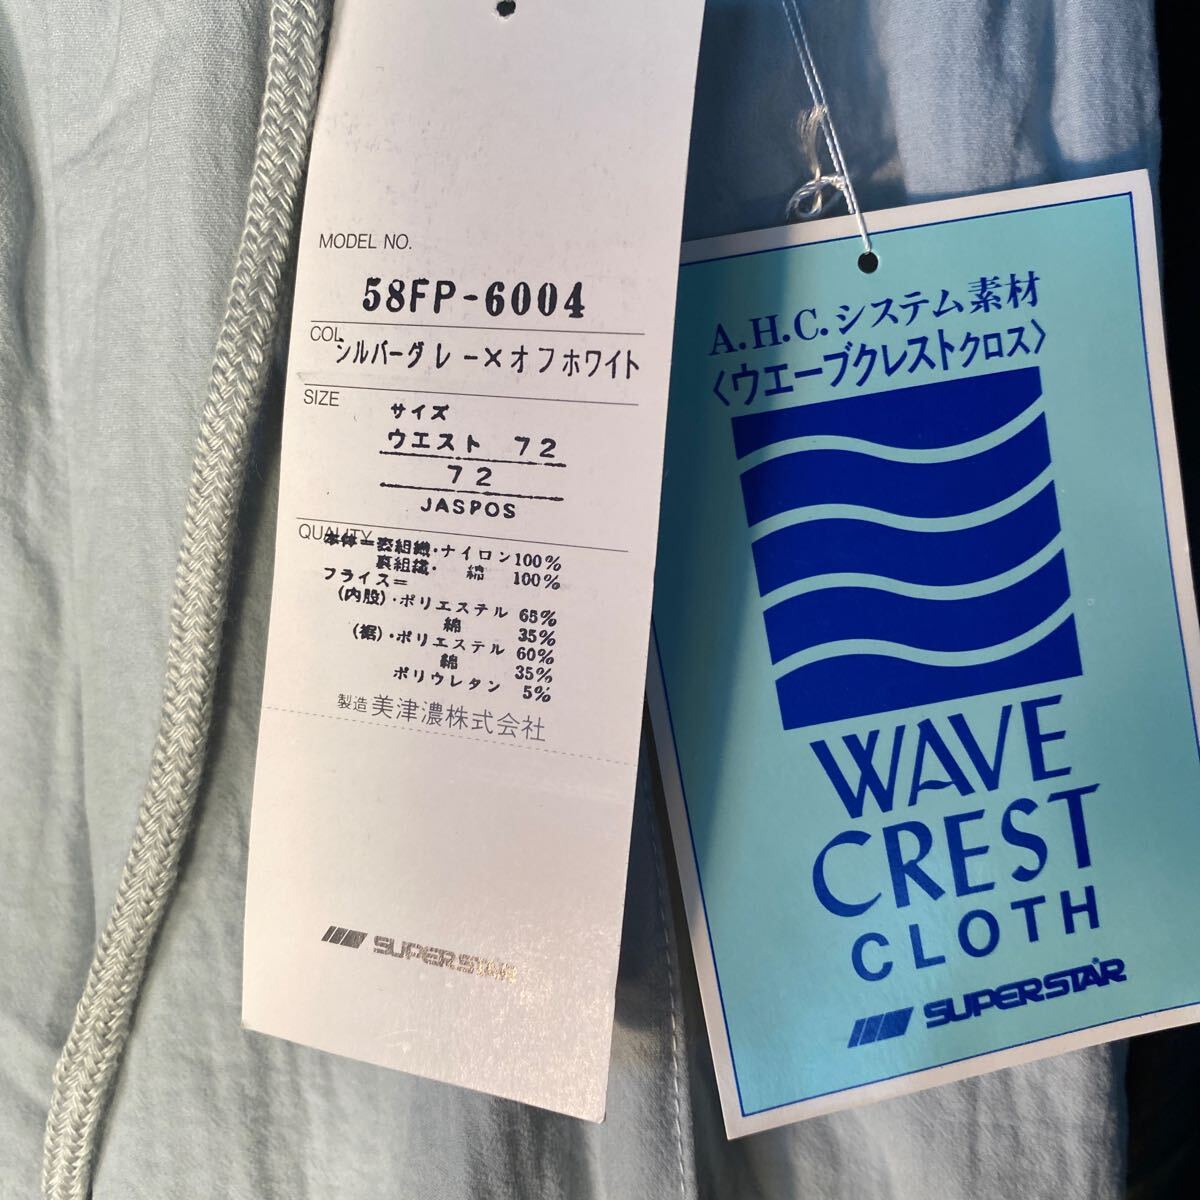 MODEL NO.
58FP-6004
COL
シルバーグレー×オフホワイト
SIZE
サイズ
ウエスト 72
72
JASPOS
QUALITY
本体=表組織・ナイロン100%
裏組織・ 綿 100%
フライス=
(内股)・ポリエステル 65%
綿 35%
(裾)・ポリエステル 60%
綿 35%
ポリウレタン 5%
製造 美津濃株式会社
SUPERSTAR
A.H.C.システム素材
〈ウエーブクレストクロス〉
WAVE
CREST
CLOTH
SUPERSTAR